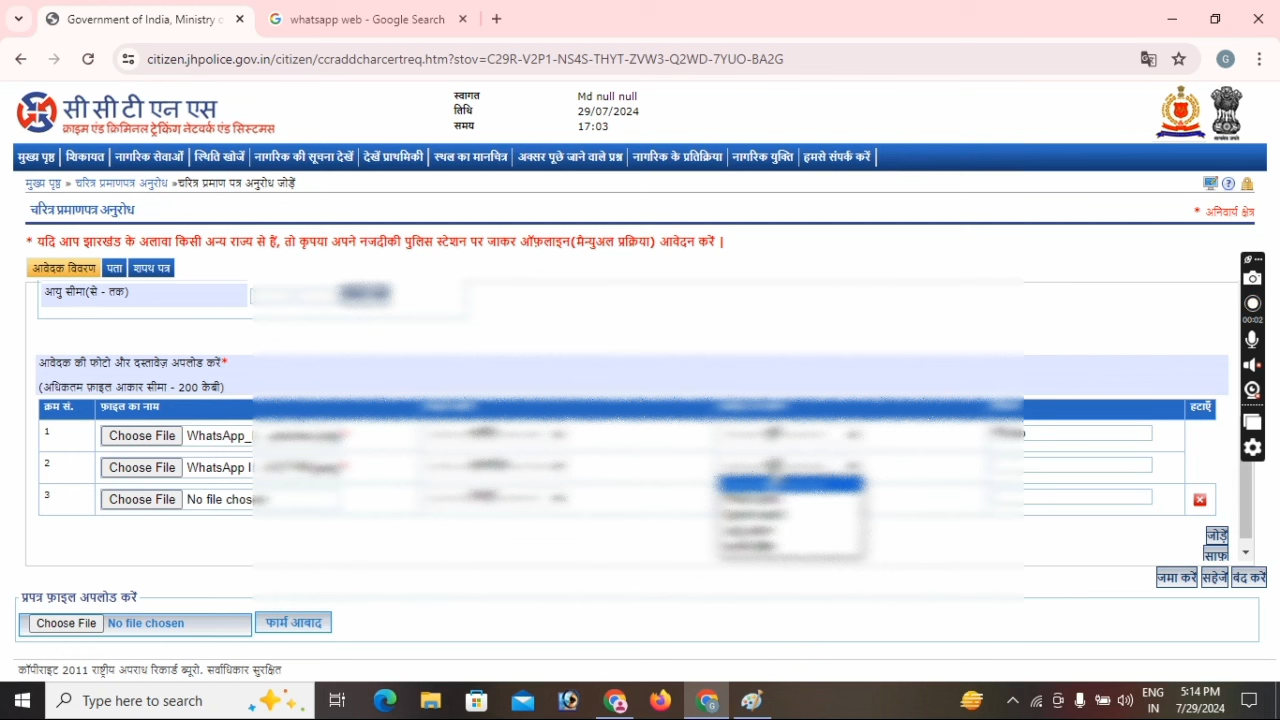 Government of India, Ministry o
whatsapp web - Google Search
citizen.jhpolice.gov.in/citizen/ccraddcharcertreq.htm?stov=C29R-V2P1-NS4S-THYT-ZVW3-Q2WD-7YUO-BA2G
G
सी सी टी एन एस
क्राइम एंड क्रिमिनल ट्रेकिंग नेटवर्क एंड सिस्टमस
स्वागत Md null null
तिथि 29/07/2024
समय 17:03
मुख्य पृष्ठ शिकायत नागरिक सेवाओं स्थिति खोजें नागरिक की सूचना देखें देखें प्राथमिकी स्थल का मानचित्र अक्सर पूछे जाने वाले प्रश्न नागरिक के प्रतिक्रिया नागरिक युक्ति हमसे संपर्क करें
मुख्य पृष्ठ » चरित्र प्रमाणपत्र अनुरोध »चरित्र प्रमाण पत्र अनुरोध जोड़ें
चरित्र प्रमाणपत्र अनुरोध
* अनिवार्य क्षेत्र
* यदि आप झारखंड के अलावा किसी अन्य राज्य से हैं, तो कृपया अपने नजदीकी पुलिस स्टेशन पर जाकर ऑफ़लाइन(मैन्युअल प्रक्रिया) आवेदन करें |
आवेदक विवरण पता शपथ पत्र
आयु सीमा(से - तक)
00:02
आवेदक की फोटो और दस्तावेज़ अपलोड करें*
(अधिकतम फ़ाइल आकार सीमा - 200 केबी)
क्रम सं. फ़ाइल का नाम हटाएँ
1 Choose File WhatsApp_
2 Choose File WhatsApp I
3 Choose File No file chos
जोड़ें
साफ़
जमा करें सहेजें बंद करें
प्रपत्र फ़ाइल अपलोड करें
Choose File No file chosen फार्म आबाद
कॉपीराइट 2011 राष्ट्रीय अपराध रिकार्ड ब्यूरो. सर्वाधिकार सुरक्षित
Type here to search
ENG 5:14 PM
IN 7/29/2024